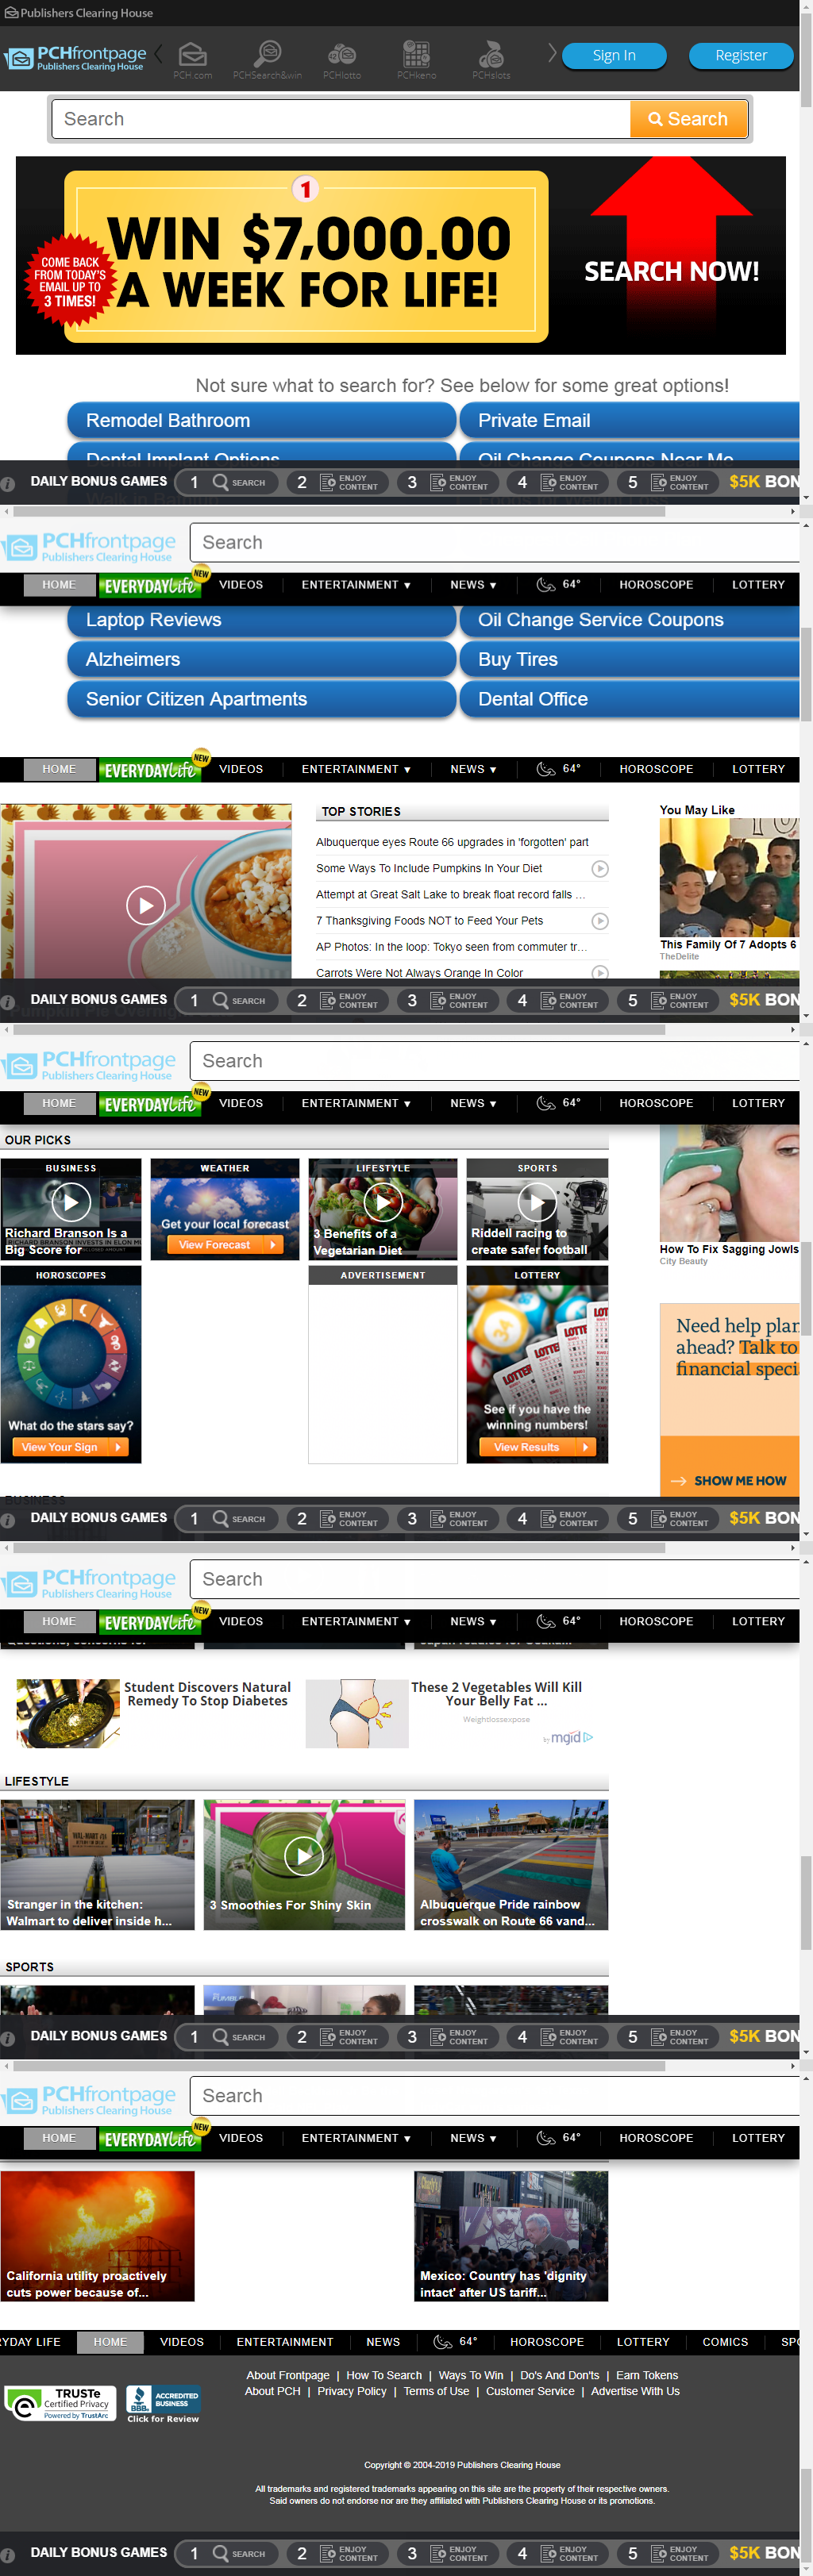 Publishers Clearing House
PCHfrontpage
Publishers Clearing House
PCH.com
PCHSearch&win
PCHlotto
PCHkeno
PCHslots
Sign In
Register
Search
Search
1
WIN $7,000.00
A WEEK FOR LIFE!
COME BACK
FROM TODAY'S
EMAIL UP TO
3 TIMES!
SEARCH NOW!
Not sure what to search for? See below for some great options!
Remodel Bathroom
Private Email
Dental Implant Options
Oil Change Coupons Near Me
DAILY BONUS GAMES
1 SEARCH
2 ENJOY CONTENT
3 ENJOY CONTENT
4 ENJOY CONTENT
5 ENJOY CONTENT
$5K BON
PCHfrontpage
Publishers Clearing House
Search
HOME
EVERYDAY Life
NEW
VIDEOS
ENTERTAINMENT ▼
NEWS ▼
64°
HOROSCOPE
LOTTERY
Laptop Reviews
Oil Change Service Coupons
Alzheimers
Buy Tires
Senior Citizen Apartments
Dental Office
HOME
EVERYDAY Life
NEW
VIDEOS
ENTERTAINMENT ▼
NEWS ▼
64°
HOROSCOPE
LOTTERY
TOP STORIES
Albuquerque eyes Route 66 upgrades in 'forgotten' part
Some Ways To Include Pumpkins In Your Diet
Attempt at Great Salt Lake to break float record falls ...
7 Thanksgiving Foods NOT to Feed Your Pets
AP Photos: In the loop: Tokyo seen from commuter tr...
Carrots Were Not Always Orange In Color
You May Like
This Family Of 7 Adopts 6
TheDelite
DAILY BONUS GAMES
1 SEARCH
2 ENJOY CONTENT
3 ENJOY CONTENT
4 ENJOY CONTENT
5 ENJOY CONTENT
$5K BON
PCHfrontpage
Publishers Clearing House
Search
HOME
EVERYDAY Life
NEW
VIDEOS
ENTERTAINMENT ▼
NEWS ▼
64°
HOROSCOPE
LOTTERY
OUR PICKS
BUSINESS
Richard Branson Is a
Big Score for
WEATHER
Get your local forecast
View Forecast
LIFESTYLE
3 Benefits of a
Vegetarian Diet
SPORTS
Riddell racing to
create safer football
How To Fix Sagging Jowls
City Beauty
HOROSCOPES
What do the stars say?
View Your Sign
ADVERTISEMENT
LOTTERY
See if you have the
winning numbers!
View Results
Need help plan
ahead? Talk to
financial speci
SHOW ME HOW
BUSINESS
DAILY BONUS GAMES
1 SEARCH
2 ENJOY CONTENT
3 ENJOY CONTENT
4 ENJOY CONTENT
5 ENJOY CONTENT
$5K BON
PCHfrontpage
Publishers Clearing House
Search
HOME
EVERYDAY Life
NEW
VIDEOS
ENTERTAINMENT ▼
NEWS ▼
64°
HOROSCOPE
LOTTERY
Student Discovers Natural
Remedy To Stop Diabetes
These 2 Vegetables Will Kill
Your Belly Fat ...
Weightlossexpose
by mgid
LIFESTYLE
Stranger in the kitchen:
Walmart to deliver inside h...
3 Smoothies For Shiny Skin
Albuquerque Pride rainbow
crosswalk on Route 66 vand...
SPORTS
DAILY BONUS GAMES
1 SEARCH
2 ENJOY CONTENT
3 ENJOY CONTENT
4 ENJOY CONTENT
5 ENJOY CONTENT
$5K BON
PCHfrontpage
Publishers Clearing House
Search
HOME
EVERYDAY Life
NEW
VIDEOS
ENTERTAINMENT ▼
NEWS ▼
64°
HOROSCOPE
LOTTERY
California utility proactively
cuts power because of...
Mexico: Country has 'dignity
intact' after US tariff...
RYDAY LIFE
HOME
VIDEOS
ENTERTAINMENT
NEWS
64°
HOROSCOPE
LOTTERY
COMICS
SPO
About Frontpage | How To Search | Ways To Win | Do's And Don'ts | Earn Tokens
About PCH | Privacy Policy | Terms of Use | Customer Service | Advertise With Us
TRUSTe
Certified Privacy
Powered by TrustArc
BBB
ACCREDITED
BUSINESS
Click for Review
Copyright © 2004-2019 Publishers Clearing House
All trademarks and registered trademarks appearing on this site are the property of their respective owners.
Said owners do not endorse nor are they affiliated with Publishers Clearing House or its promotions.
DAILY BONUS GAMES
1 SEARCH
2 ENJOY CONTENT
3 ENJOY CONTENT
4 ENJOY CONTENT
5 ENJOY CONTENT
$5K BON